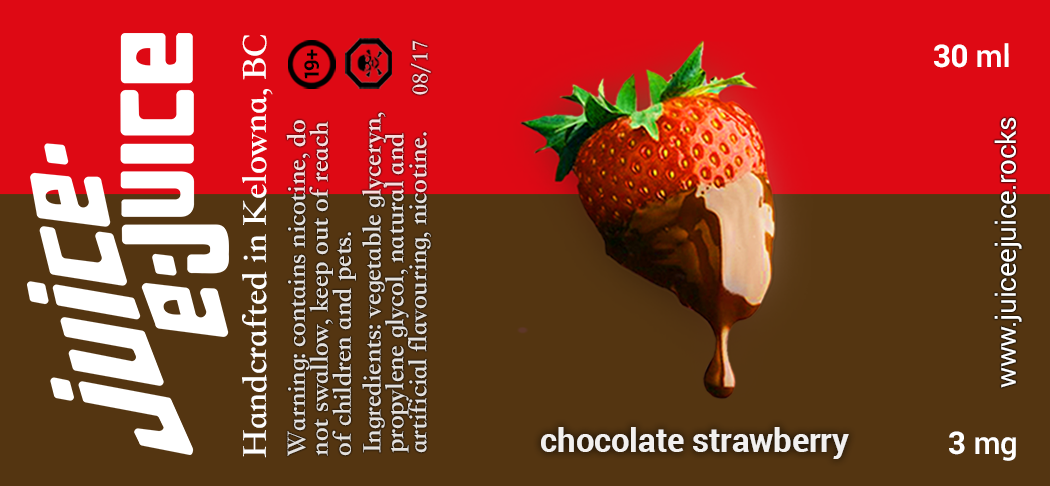 juice·
e·juice
Handcrafted in Kelowna, BC
19+
Warning: contains nicotine, do
not swallow, keep out of reach
of children and pets.
Ingredients: vegetable glyceryn,
propylene glycol, natural and
artificial flavouring, nicotine.
08/17
chocolate strawberry
30 ml
www.juiceejuice.rocks
3 mg